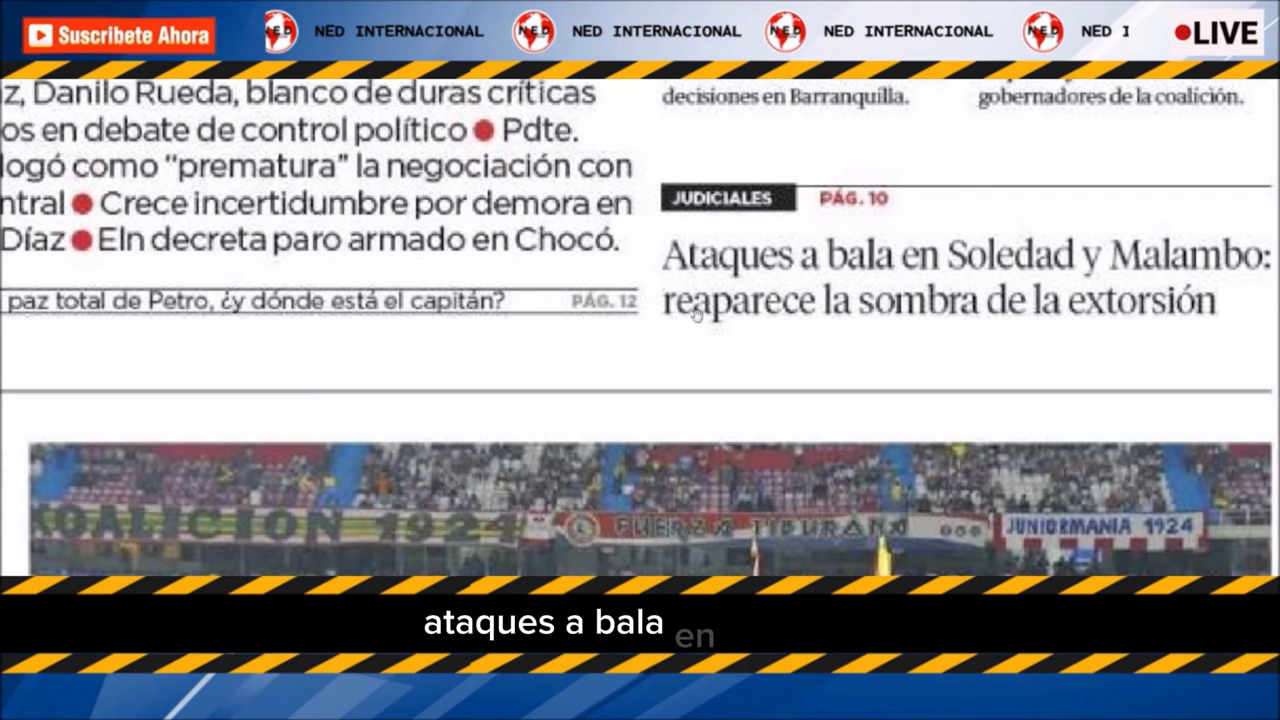 Suscribete Ahora
NED INTERNACIONAL
NED INTERNACIONAL
NED INTERNACIONAL
NED I
LIVE
z, Danilo Rueda, blanco de duras críticas
os en debate de control político ● Pdte.
logó como “prematura” la negociación con
ntral ● Crece incertidumbre por demora en
Díaz ● Eln decreta paro armado en Chocó.
paz total de Petro, ¿y dónde está el capitán? PÁG. 12
decisiones en Barranquilla.
gobernadores de la coalición.
JUDICIALES PÁG. 10
Ataques a bala en Soledad y Malambo:
reaparece la sombra de la extorsión
KOALICION 1924
FUERZA TIBURONA
JUNIORMANIA 1924
ataques a bala en